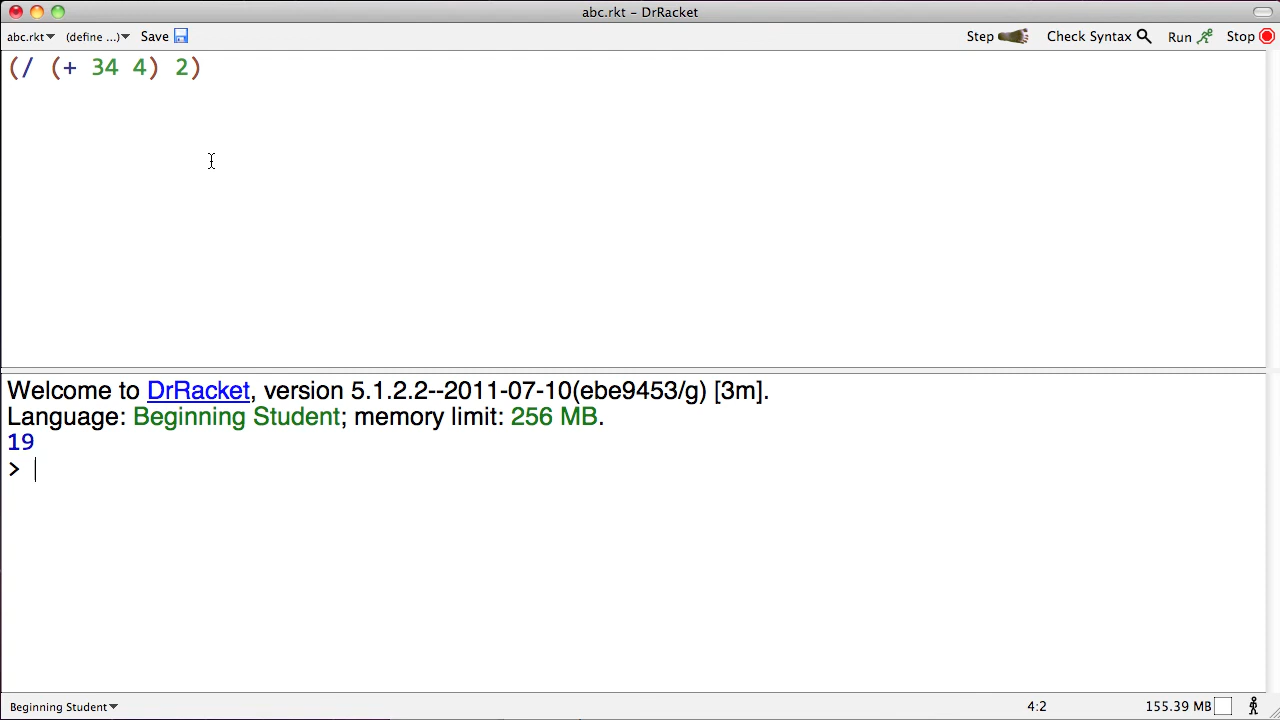 abc.rkt – DrRacket
abc.rkt (define ...) Save Step Check Syntax Run Stop
(/ (+ 34 4) 2)
Welcome to DrRacket, version 5.1.2.2--2011-07-10(ebe9453/g) [3m].
Language: Beginning Student; memory limit: 256 MB.
19
>
Beginning Student 4:2 155.39 MB